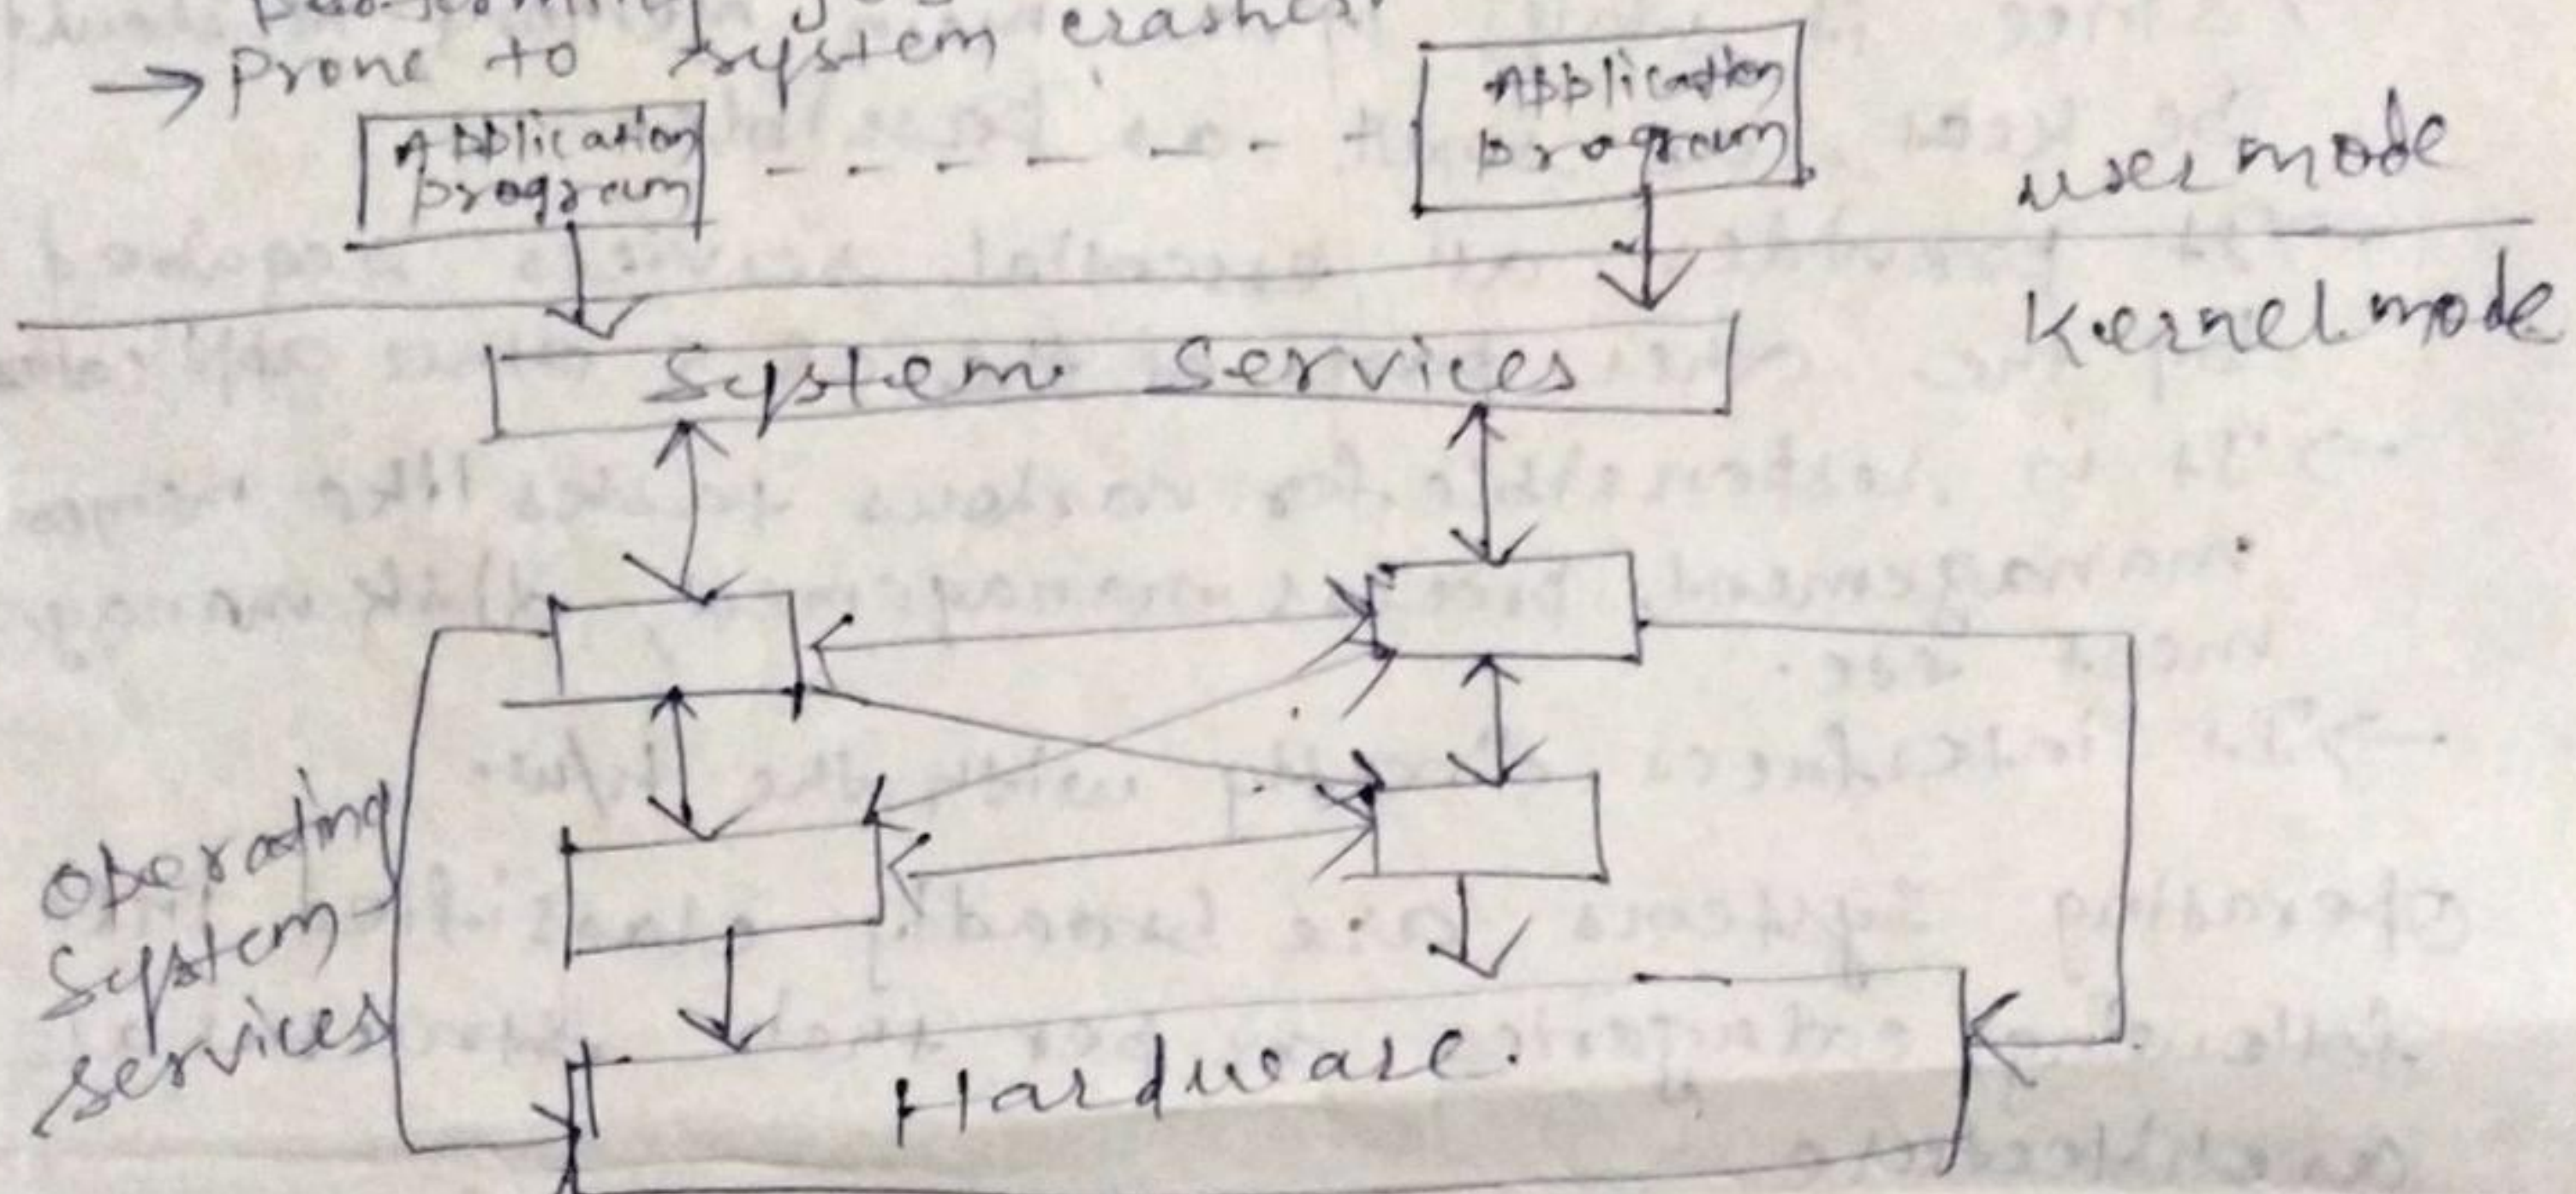 → Prone to system crashes.
Application
program
Application
program
user mode
Kernel mode
System Services
Operating
System
services
Hardware.